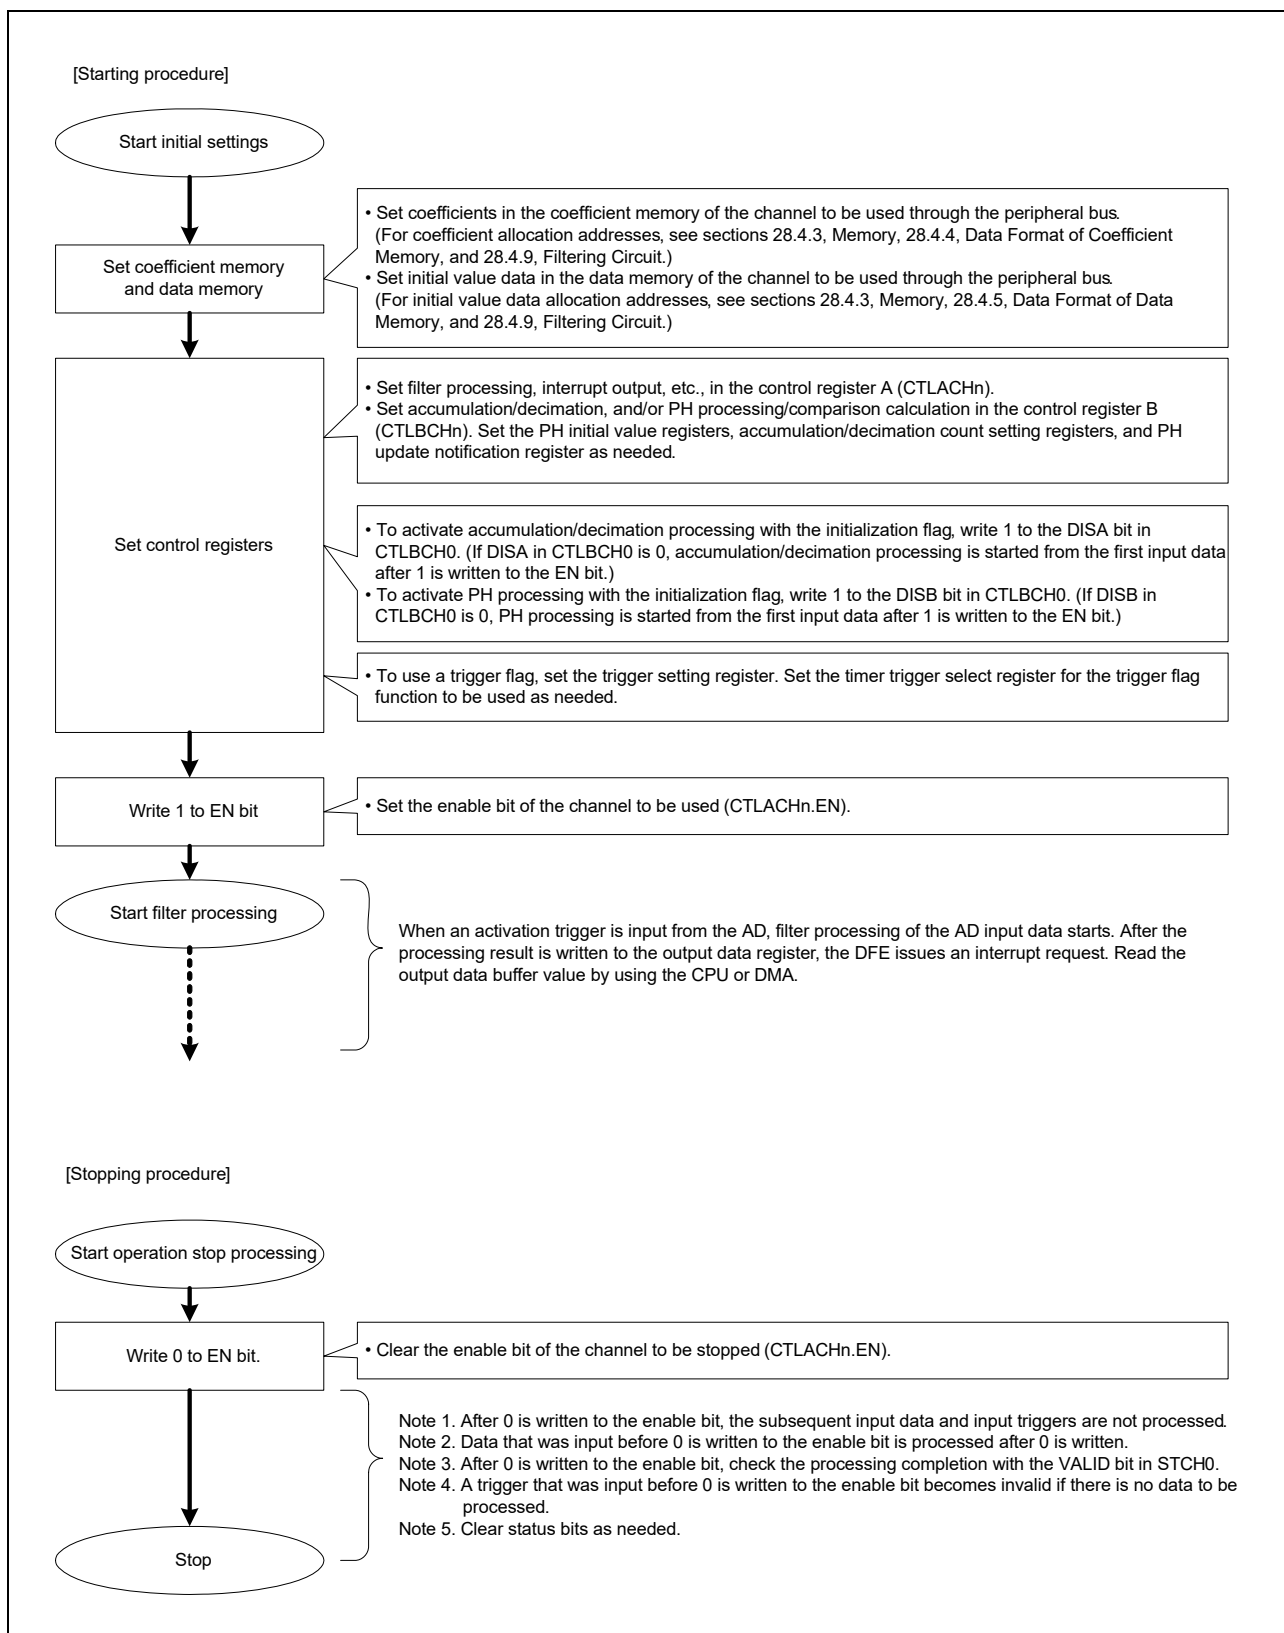 [Starting procedure]
Start initial settings
Set coefficient memory
and data memory
• Set coefficients in the coefficient memory of the channel to be used through the peripheral bus.
(For coefficient allocation addresses, see sections 28.4.3, Memory, 28.4.4, Data Format of Coefficient
Memory, and 28.4.9, Filtering Circuit.)
• Set initial value data in the data memory of the channel to be used through the peripheral bus.
(For initial value data allocation addresses, see sections 28.4.3, Memory, 28.4.5, Data Format of Data
Memory, and 28.4.9, Filtering Circuit.)
Set control registers
• Set filter processing, interrupt output, etc., in the control register A (CTLACHn).
• Set accumulation/decimation, and/or PH processing/comparison calculation in the control register B
(CTLBCHn). Set the PH initial value registers, accumulation/decimation count setting registers, and PH
update notification register as needed.
• To activate accumulation/decimation processing with the initialization flag, write 1 to the DISA bit in
CTLBCH0. (If DISA in CTLBCH0 is 0, accumulation/decimation processing is started from the first input data
after 1 is written to the EN bit.)
• To activate PH processing with the initialization flag, write 1 to the DISB bit in CTLBCH0. (If DISB in
CTLBCH0 is 0, PH processing is started from the first input data after 1 is written to the EN bit.)
• To use a trigger flag, set the trigger setting register. Set the timer trigger select register for the trigger flag
function to be used as needed.
Write 1 to EN bit
• Set the enable bit of the channel to be used (CTLACHn.EN).
Start filter processing
When an activation trigger is input from the AD, filter processing of the AD input data starts. After the
processing result is written to the output data register, the DFE issues an interrupt request. Read the
output data buffer value by using the CPU or DMA.
[Stopping procedure]
Start operation stop processing
Write 0 to EN bit.
• Clear the enable bit of the channel to be stopped (CTLACHn.EN).
Note 1. After 0 is written to the enable bit, the subsequent input data and input triggers are not processed.
Note 2. Data that was input before 0 is written to the enable bit is processed after 0 is written.
Note 3. After 0 is written to the enable bit, check the processing completion with the VALID bit in STCH0.
Note 4. A trigger that was input before 0 is written to the enable bit becomes invalid if there is no data to be
processed.
Note 5. Clear status bits as needed.
Stop